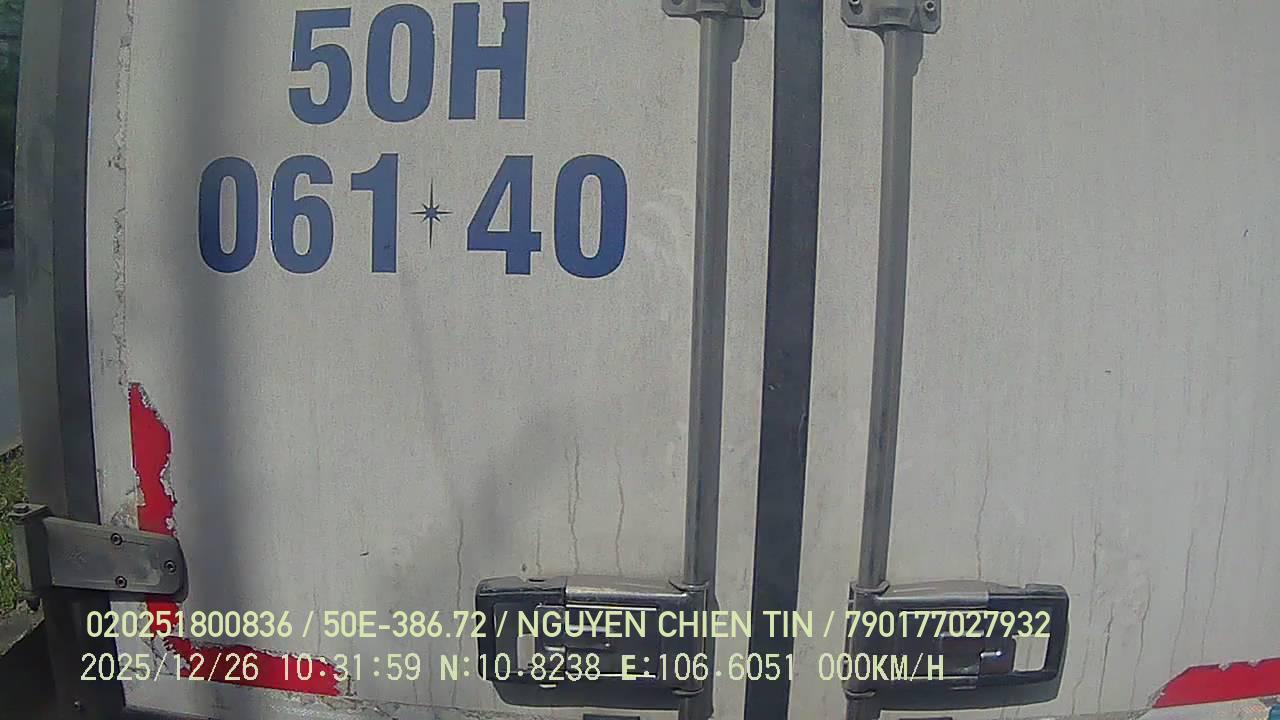 50H
061 40
020251800836 / 50E-386.72 / NGUYEN CHIEN TIN / 790177027932
2025/12/26 10:31:59 N:10.8238 E:106.6051 000KM/H